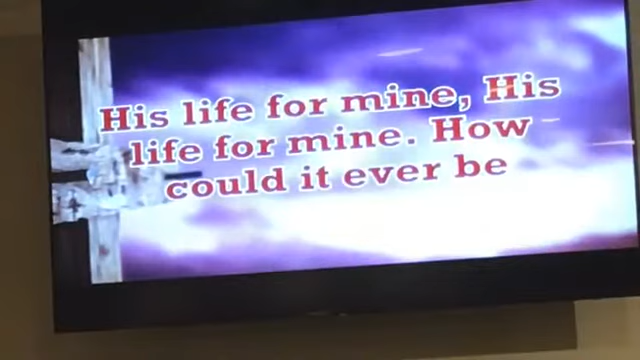 His life for mine, His
life for mine. How
could it ever be